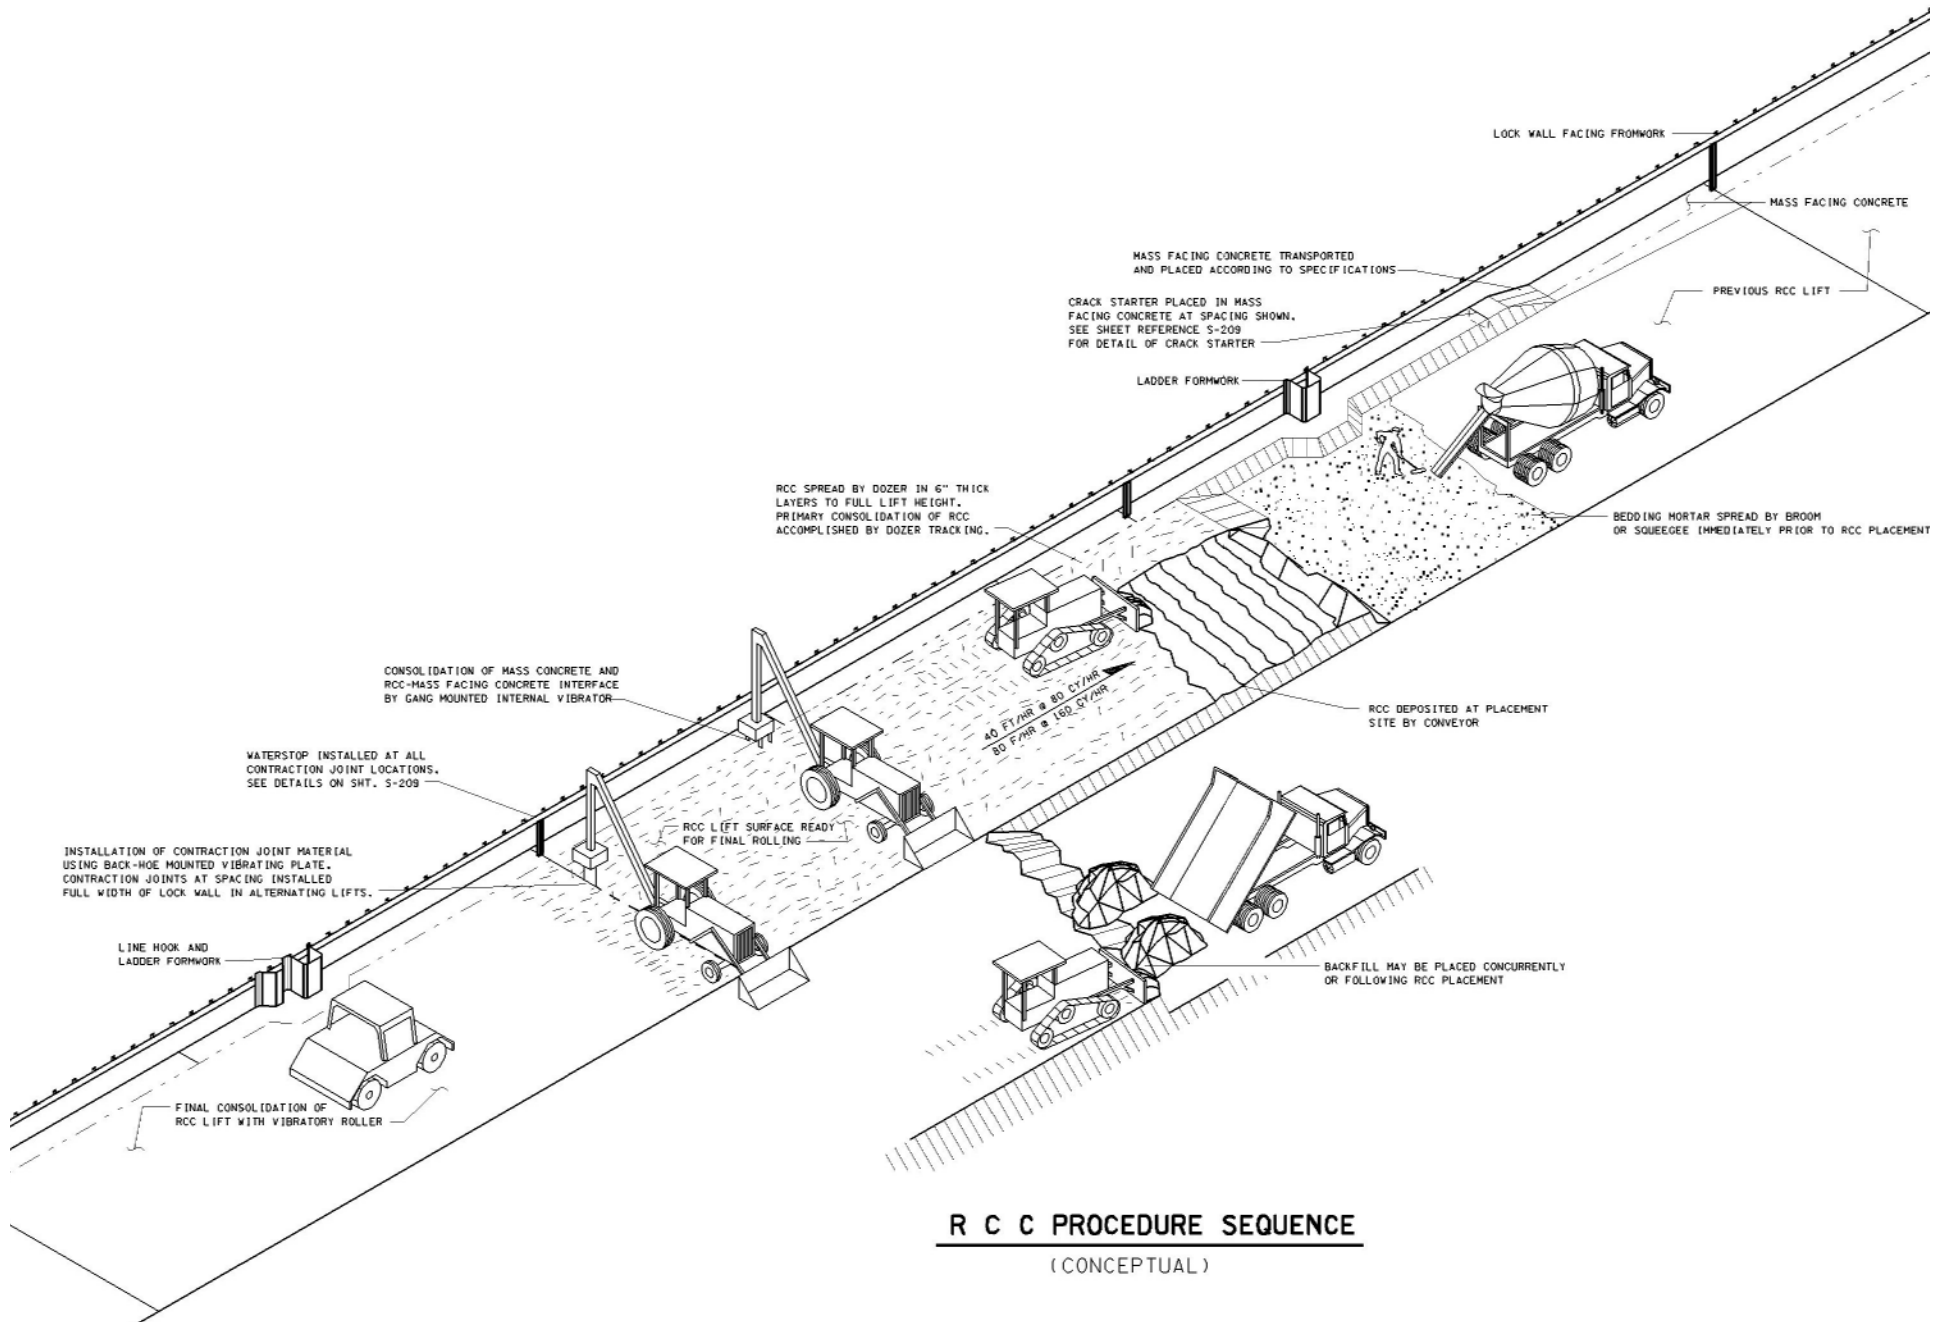 LOCK WALL FACING FROMWORK
MASS FACING CONCRETE
MASS FACING CONCRETE TRANSPORTED
AND PLACED ACCORDING TO SPECIFICATIONS
PREVIOUS RCC LIFT
CRACK STARTER PLACED IN MASS
FACING CONCRETE AT SPACING SHOWN.
SEE SHEET REFERENCE S-209
FOR DETAIL OF CRACK STARTER
LADDER FORMWORK
RCC SPREAD BY DOZER IN 6" THICK
LAYERS TO FULL LIFT HEIGHT.
PRIMARY CONSOLIDATION OF RCC
ACCOMPLISHED BY DOZER TRACKING.
BEDDING MORTAR SPREAD BY BROOM
OR SQUEEGEE IMMEDIATELY PRIOR TO RCC PLACEMENT
CONSOLIDATION OF MASS CONCRETE AND
RCC-MASS FACING CONCRETE INTERFACE
BY GANG MOUNTED INTERNAL VIBRATOR
40 FT/HR @ 80 CY/HR
80 F/HR @ 160 CY/HR
RCC DEPOSITED AT PLACEMENT
SITE BY CONVEYOR
WATERSTOP INSTALLED AT ALL
CONTRACTION JOINT LOCATIONS.
SEE DETAILS ON SHT. S-209
RCC LIFT SURFACE READY
FOR FINAL ROLLING
INSTALLATION OF CONTRACTION JOINT MATERIAL
USING BACK-HOE MOUNTED VIBRATING PLATE.
CONTRACTION JOINTS AT SPACING INSTALLED
FULL WIDTH OF LOCK WALL IN ALTERNATING LIFTS.
LINE HOOK AND
LADDER FORMWORK
BACKFILL MAY BE PLACED CONCURRENTLY
OR FOLLOWING RCC PLACEMENT
FINAL CONSOLIDATION OF
RCC LIFT WITH VIBRATORY ROLLER
R C C PROCEDURE SEQUENCE
(CONCEPTUAL)